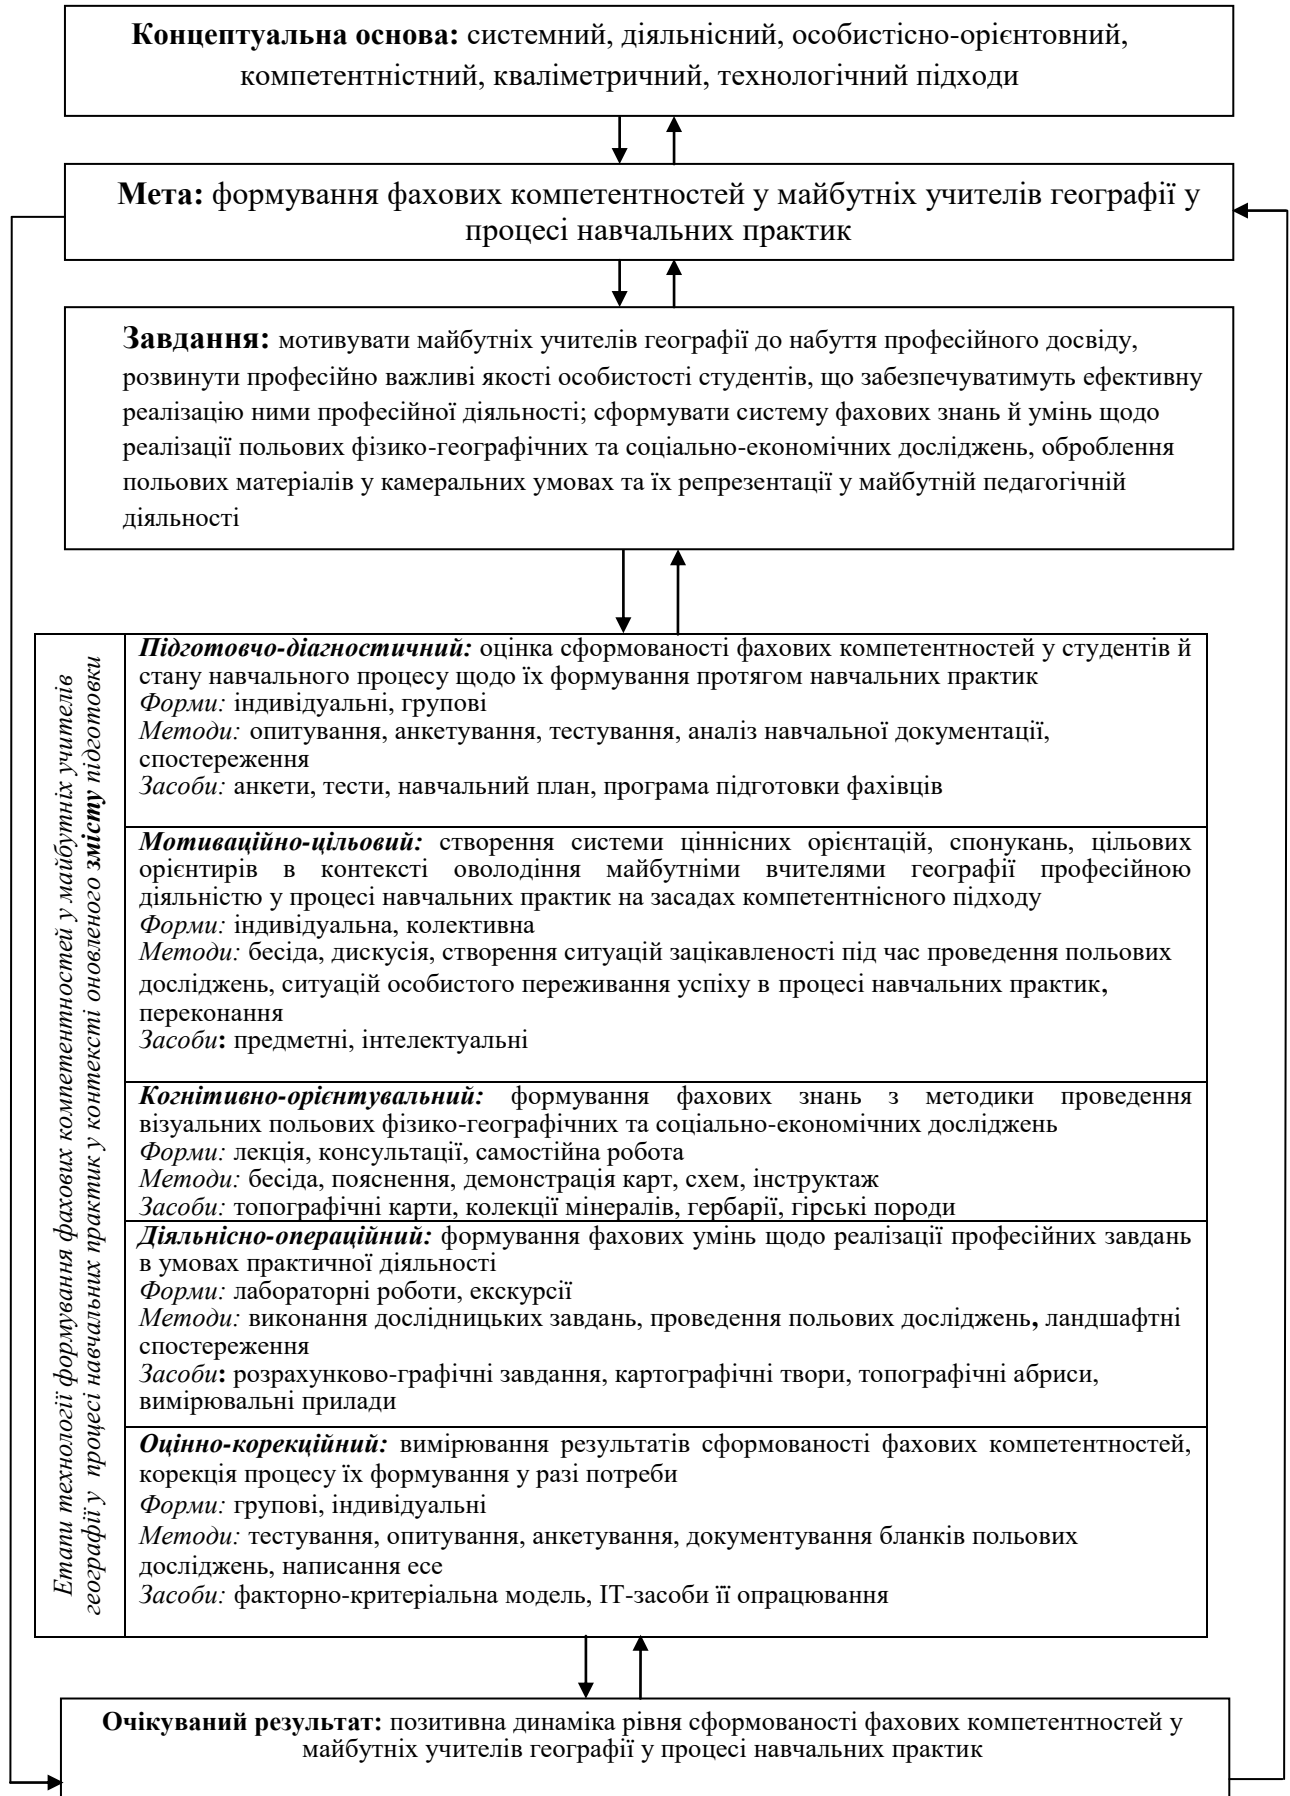 Концептуальна основа: системний, діяльнісний, особистісно-орієнтовний,
компетентністний, кваліметричний, технологічний підходи
Мета: формування фахових компетентностей у майбутніх учителів географії у
процесі навчальних практик
Завдання: мотивувати майбутніх учителів географії до набуття професійного досвіду,
розвинути професійно важливі якості особистості студентів, що забезпечуватимуть ефективну
реалізацію ними професійної діяльності; сформувати систему фахових знань й умінь щодо
реалізації польових фізико-географічних та соціально-економічних досліджень, оброблення
польових матеріалів у камеральних умовах та їх репрезентації у майбутній педагогічній
діяльності
Етапи технології формування фахових компетентностей у майбутніх учителів
географії у процесі навчальних практик у контексті оновленого змісту підготовки
Підготовчо-діагностичний: оцінка сформованості фахових компетентностей у студентів й
стану навчального процесу щодо їх формування протягом навчальних практик
Форми: індивідуальні, групові
Методи: опитування, анкетування, тестування, аналіз навчальної документації,
спостереження
Засоби: анкети, тести, навчальний план, програма підготовки фахівців
Мотиваційно-цільовий: створення системи ціннісних орієнтацій, спонукань, цільових
орієнтирів в контексті оволодіння майбутніми вчителями географії професійною
діяльністю у процесі навчальних практик на засадах компетентнісного підходу
Форми: індивідуальна, колективна
Методи: бесіда, дискусія, створення ситуацій зацікавленості під час проведення польових
досліджень, ситуацій особистого переживання успіху в процесі навчальних практик,
переконання
Засоби: предметні, інтелектуальні
Когнітивно-орієнтувальний: формування фахових знань з методики проведення
візуальних польових фізико-географічних та соціально-економічних досліджень
Форми: лекція, консультації, самостійна робота
Методи: бесіда, пояснення, демонстрація карт, схем, інструктаж
Засоби: топографічні карти, колекції мінералів, гербарії, гірські породи
Діяльнісно-операційний: формування фахових умінь щодо реалізації професійних завдань
в умовах практичної діяльності
Форми: лабораторні роботи, екскурсії
Методи: виконання дослідницьких завдань, проведення польових досліджень, ландшафтні
спостереження
Засоби: розрахунково-графічні завдання, картографічні твори, топографічні абриси,
вимірювальні прилади
Оцінно-корекційний: вимірювання результатів сформованості фахових компетентностей,
корекція процесу їх формування у разі потреби
Форми: групові, індивідуальні
Методи: тестування, опитування, анкетування, документування бланків польових
досліджень, написання есе
Засоби: факторно-критеріальна модель, ІТ-засоби її опрацювання
Очікуваний результат: позитивна динаміка рівня сформованості фахових компетентностей у
майбутніх учителів географії у процесі навчальних практик